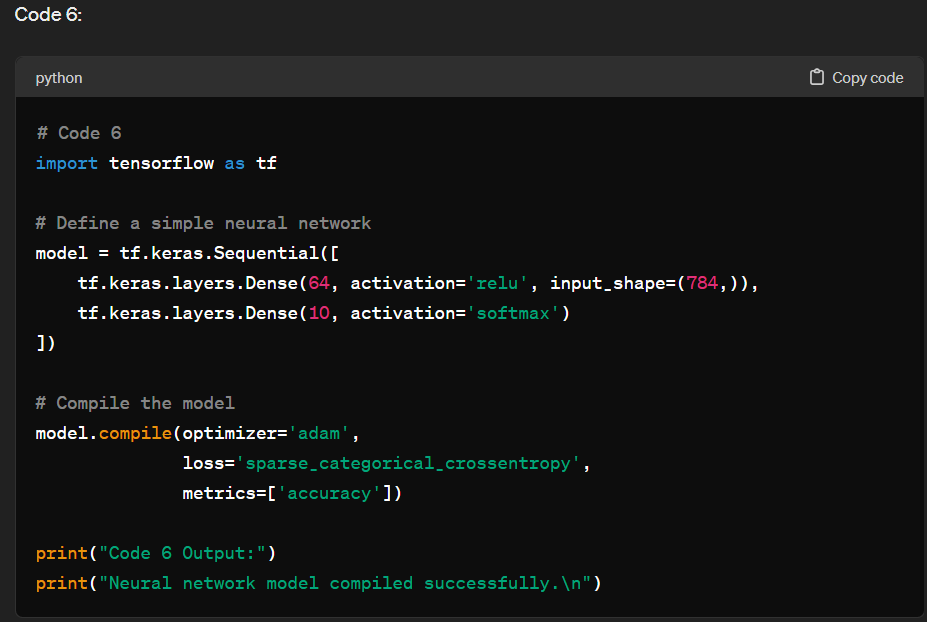 Code 6:
python
Copy code
# Code 6
import tensorflow as tf
# Define a simple neural network
model = tf.keras.Sequential([
    tf.keras.layers.Dense(64, activation='relu', input_shape=(784,)),
    tf.keras.layers.Dense(10, activation='softmax')
])
# Compile the model
model.compile(optimizer='adam',
              loss='sparse_categorical_crossentropy',
              metrics=['accuracy'])
print("Code 6 Output:")
print("Neural network model compiled successfully.\n")